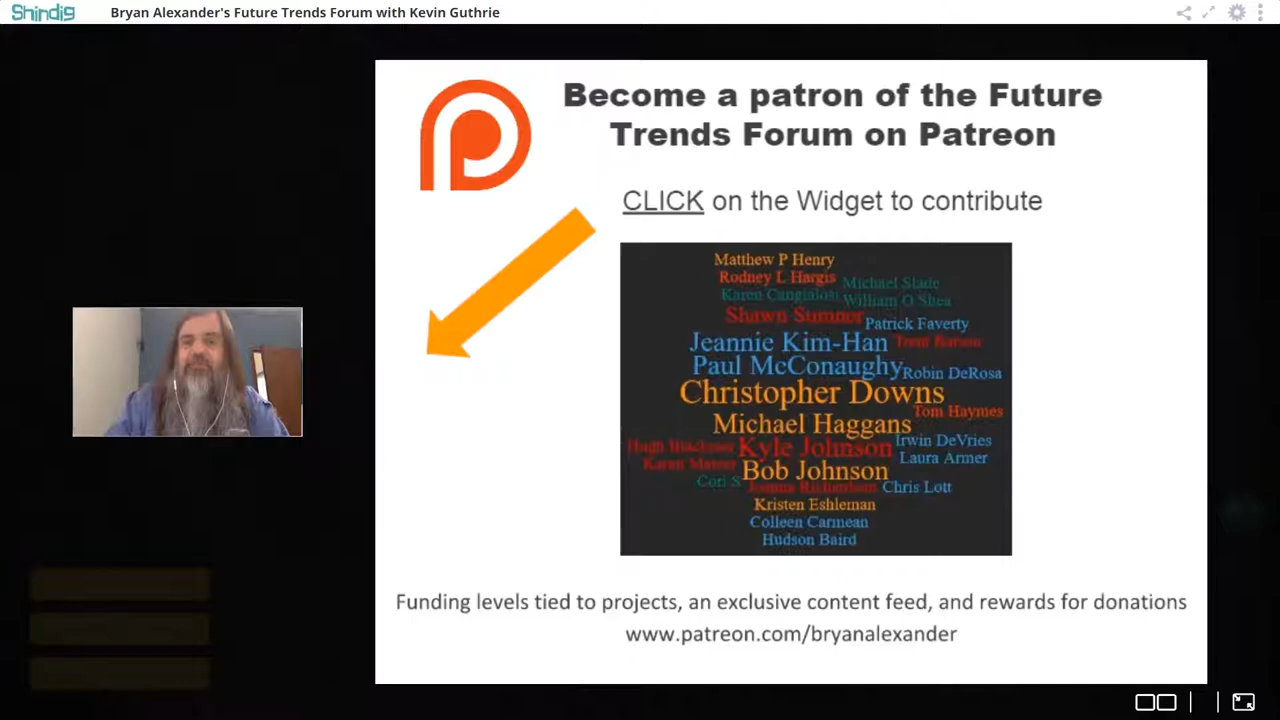 Shindig
Bryan Alexander's Future Trends Forum with Kevin Guthrie
Become a patron of the Future
Trends Forum on Patreon
CLICK on the Widget to contribute
Matthew P Henry
Rodney L Hargis
Michael Slade
Karen Cangialosi
William O Shea
Shawn Sumner
Patrick Faverty
Jeannie Kim-Han
Paul McConaughy
Robin DeRosa
Christopher Downs
Tom Haymes
Michael Haggans
Kyle Johnson
Irwin DeVries
Laura Armer
Bob Johnson
Cori S
Chris Lott
Kristen Eshleman
Colleen Carmean
Hudson Baird
Funding levels tied to projects, an exclusive content feed, and rewards for donations
www.patreon.com/bryanalexander